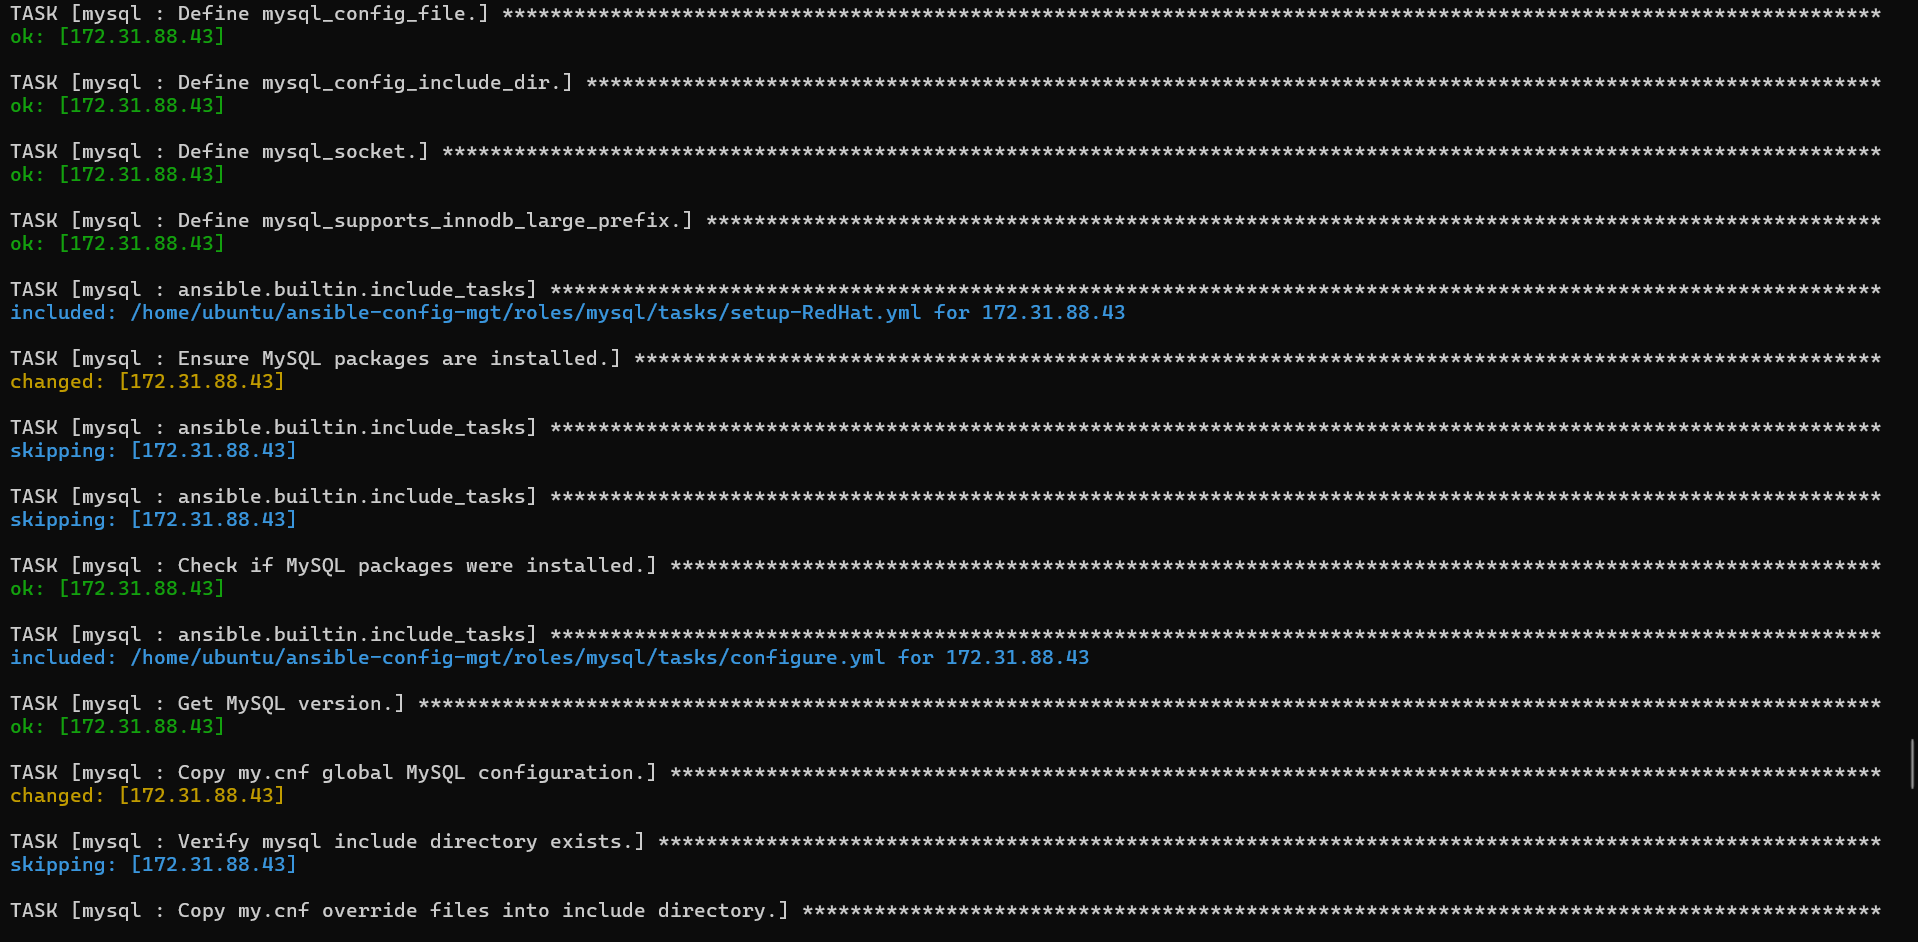 TASK [mysql : Define mysql_config_file.] *******************************************************************************************************************
ok: [172.31.88.43]
TASK [mysql : Define mysql_config_include_dir.] ************************************************************************************************************
ok: [172.31.88.43]
TASK [mysql : Define mysql_socket.] ************************************************************************************************************************
ok: [172.31.88.43]
TASK [mysql : Define mysql_supports_innodb_large_prefix.] **************************************************************************************************
ok: [172.31.88.43]
TASK [mysql : ansible.builtin.include_tasks] ***************************************************************************************************************
included: /home/ubuntu/ansible-config-mgt/roles/mysql/tasks/setup-RedHat.yml for 172.31.88.43
TASK [mysql : Ensure MySQL packages are installed.] ********************************************************************************************************
changed: [172.31.88.43]
TASK [mysql : ansible.builtin.include_tasks] ***************************************************************************************************************
skipping: [172.31.88.43]
TASK [mysql : ansible.builtin.include_tasks] ***************************************************************************************************************
skipping: [172.31.88.43]
TASK [mysql : Check if MySQL packages were installed.] *****************************************************************************************************
ok: [172.31.88.43]
TASK [mysql : ansible.builtin.include_tasks] ***************************************************************************************************************
included: /home/ubuntu/ansible-config-mgt/roles/mysql/tasks/configure.yml for 172.31.88.43
TASK [mysql : Get MySQL version.] **************************************************************************************************************************
ok: [172.31.88.43]
TASK [mysql : Copy my.cnf global MySQL configuration.] *****************************************************************************************************
changed: [172.31.88.43]
TASK [mysql : Verify mysql include directory exists.] ******************************************************************************************************
skipping: [172.31.88.43]
TASK [mysql : Copy my.cnf override files into include directory.] ******************************************************************************************